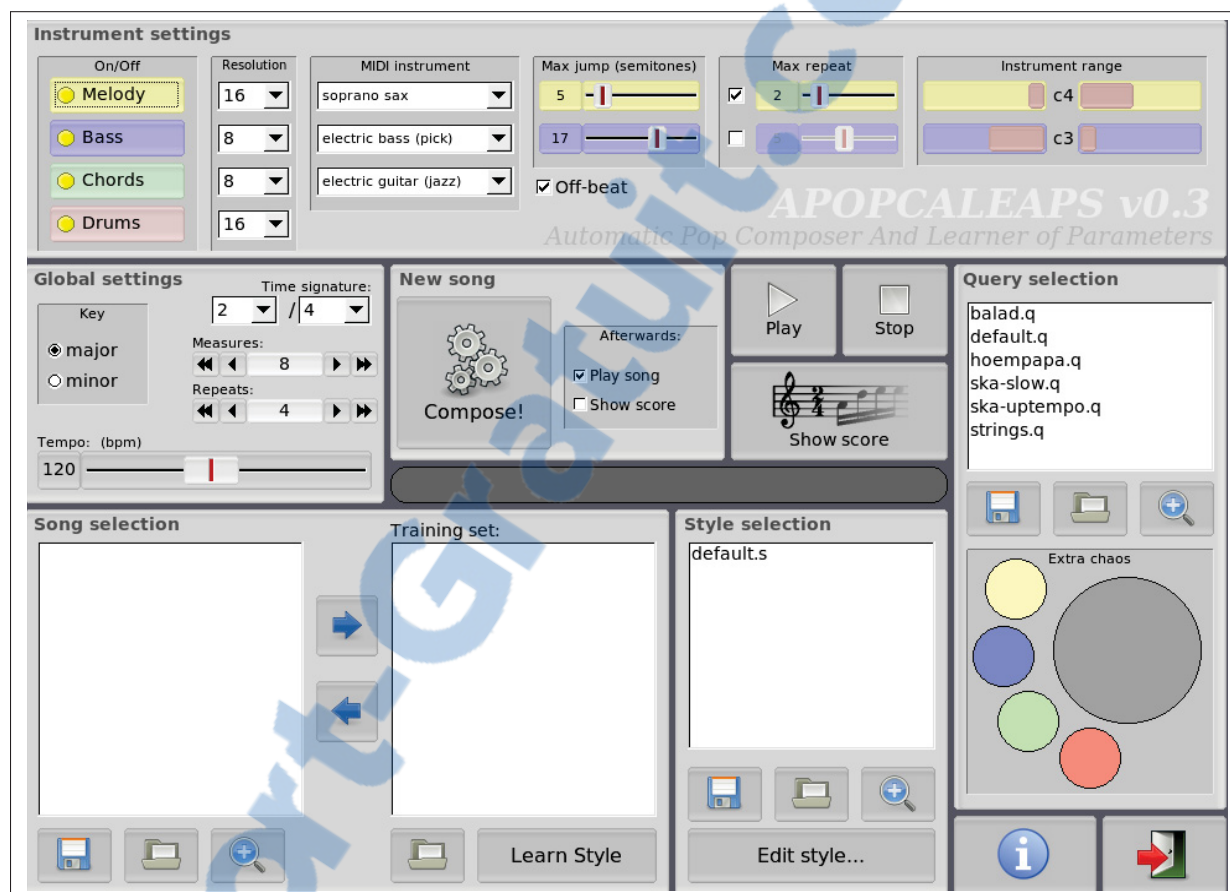 Instrument settings
On/Off
Melody
Bass
Chords
Drums
Resolution
16
8
8
16
MIDI instrument
soprano sax
electric bass (pick)
electric guitar (jazz)
Max jump (semitones)
5
17
Off-beat
Max repeat
2
Instrument range
c4
c3
APOPCALEAPS v0.3
Automatic Pop Composer And Learner of Parameters
Global settings
Key
major
minor
Time signature:
2 / 4
Measures:
8
Repeats:
4
Tempo: (bpm)
120
New song
Compose!
Afterwards:
Play song
Show score
Play
Stop
Show score
Query selection
balad.q
default.q
hoempapa.q
ska-slow.q
ska-uptempo.q
strings.q
Extra chaos
Song selection
Training set:
Learn Style
Style selection
default.s
Edit style...